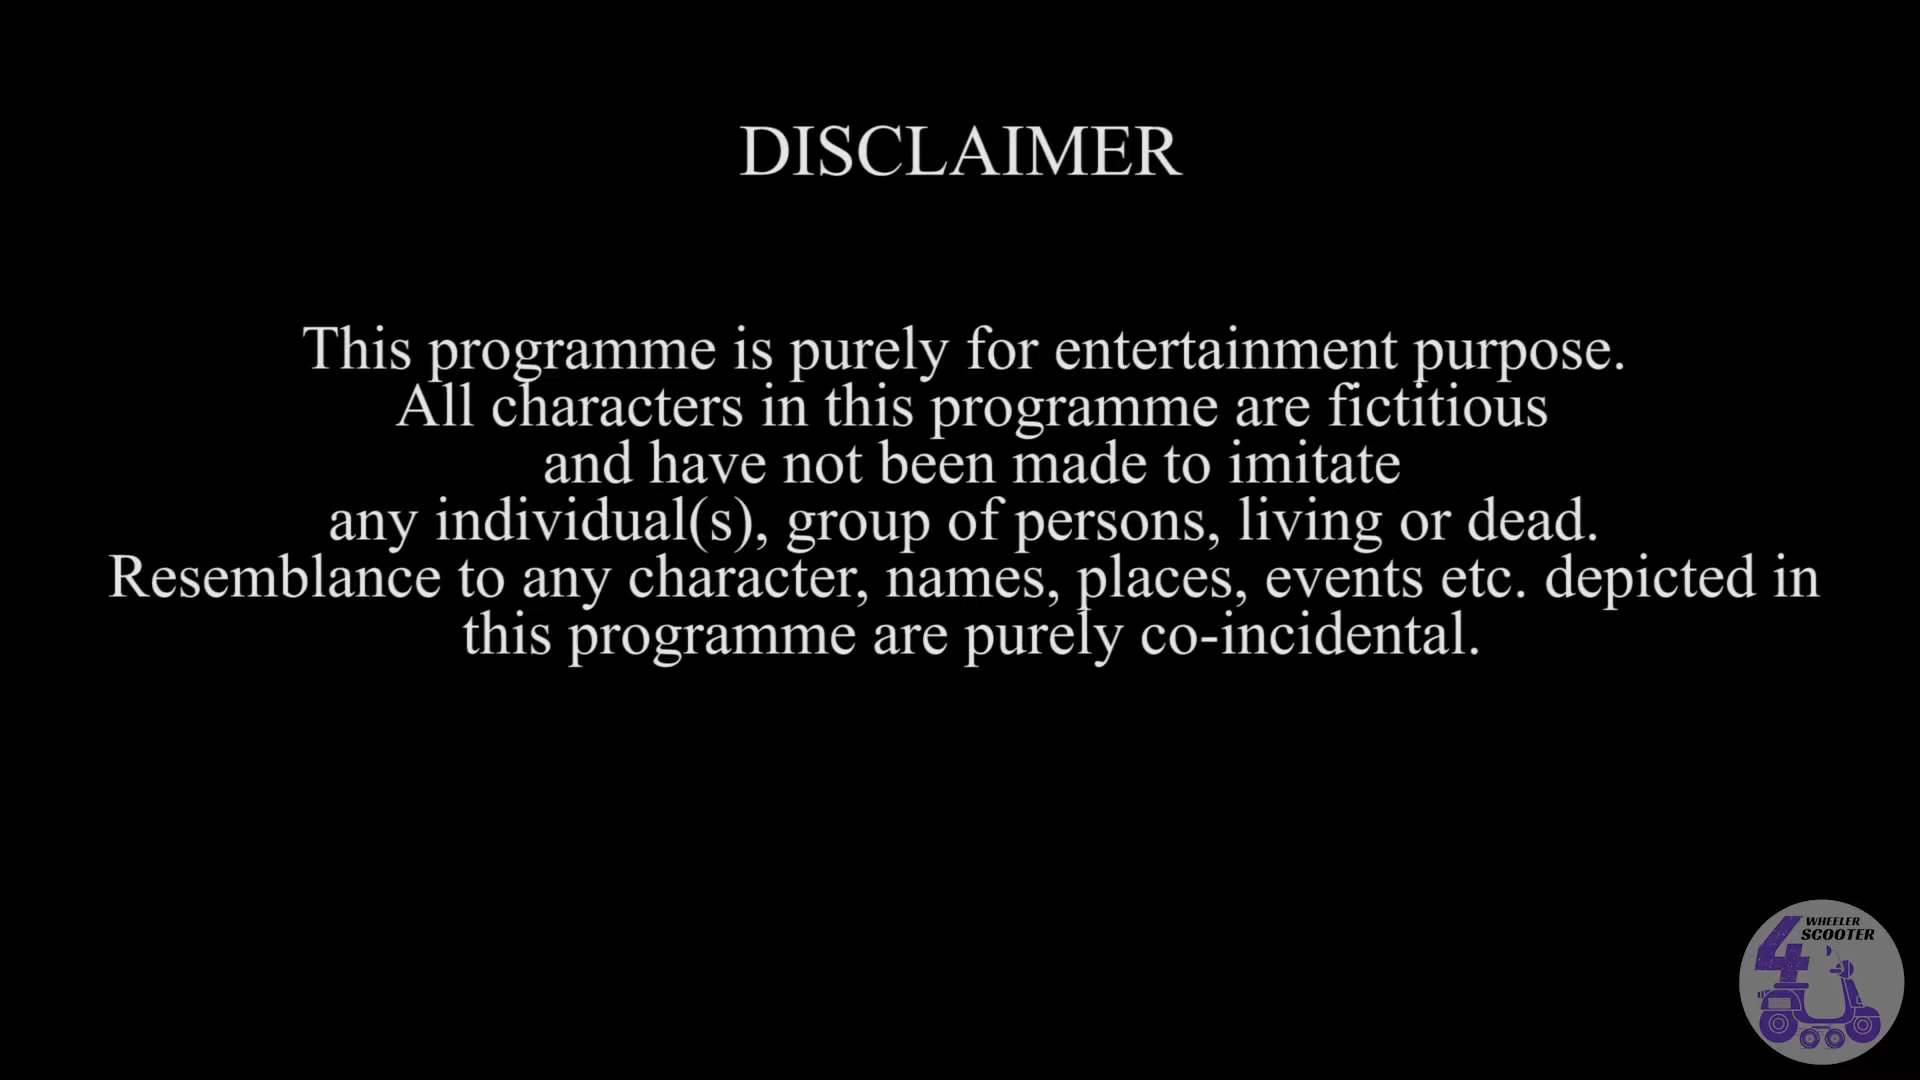 DISCLAIMER
This programme is purely for entertainment purpose.
All characters in this programme are fictitious
and have not been made to imitate
any individual(s), group of persons, living or dead.
Resemblance to any character, names, places, events etc. depicted in
this programme are purely co-incidental.
4 WHEELER
SCOOTER